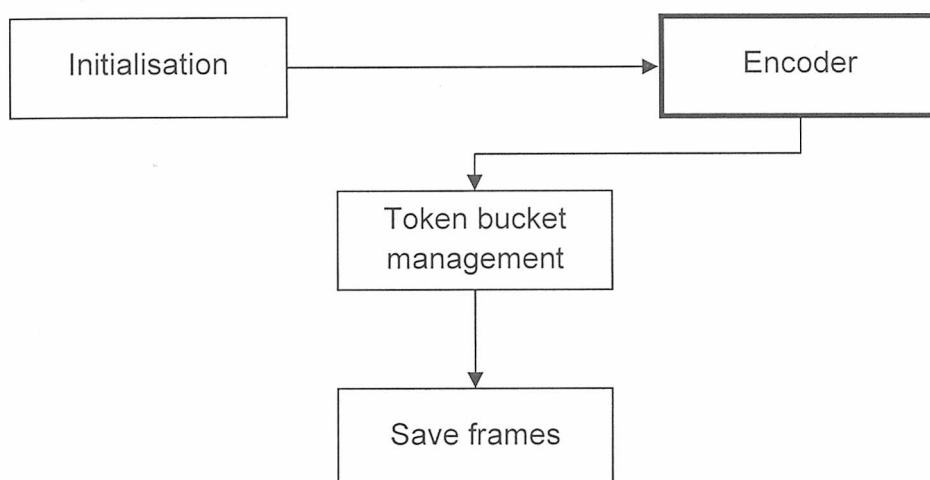 Initialisation
Encoder
Token bucket
management
Save frames